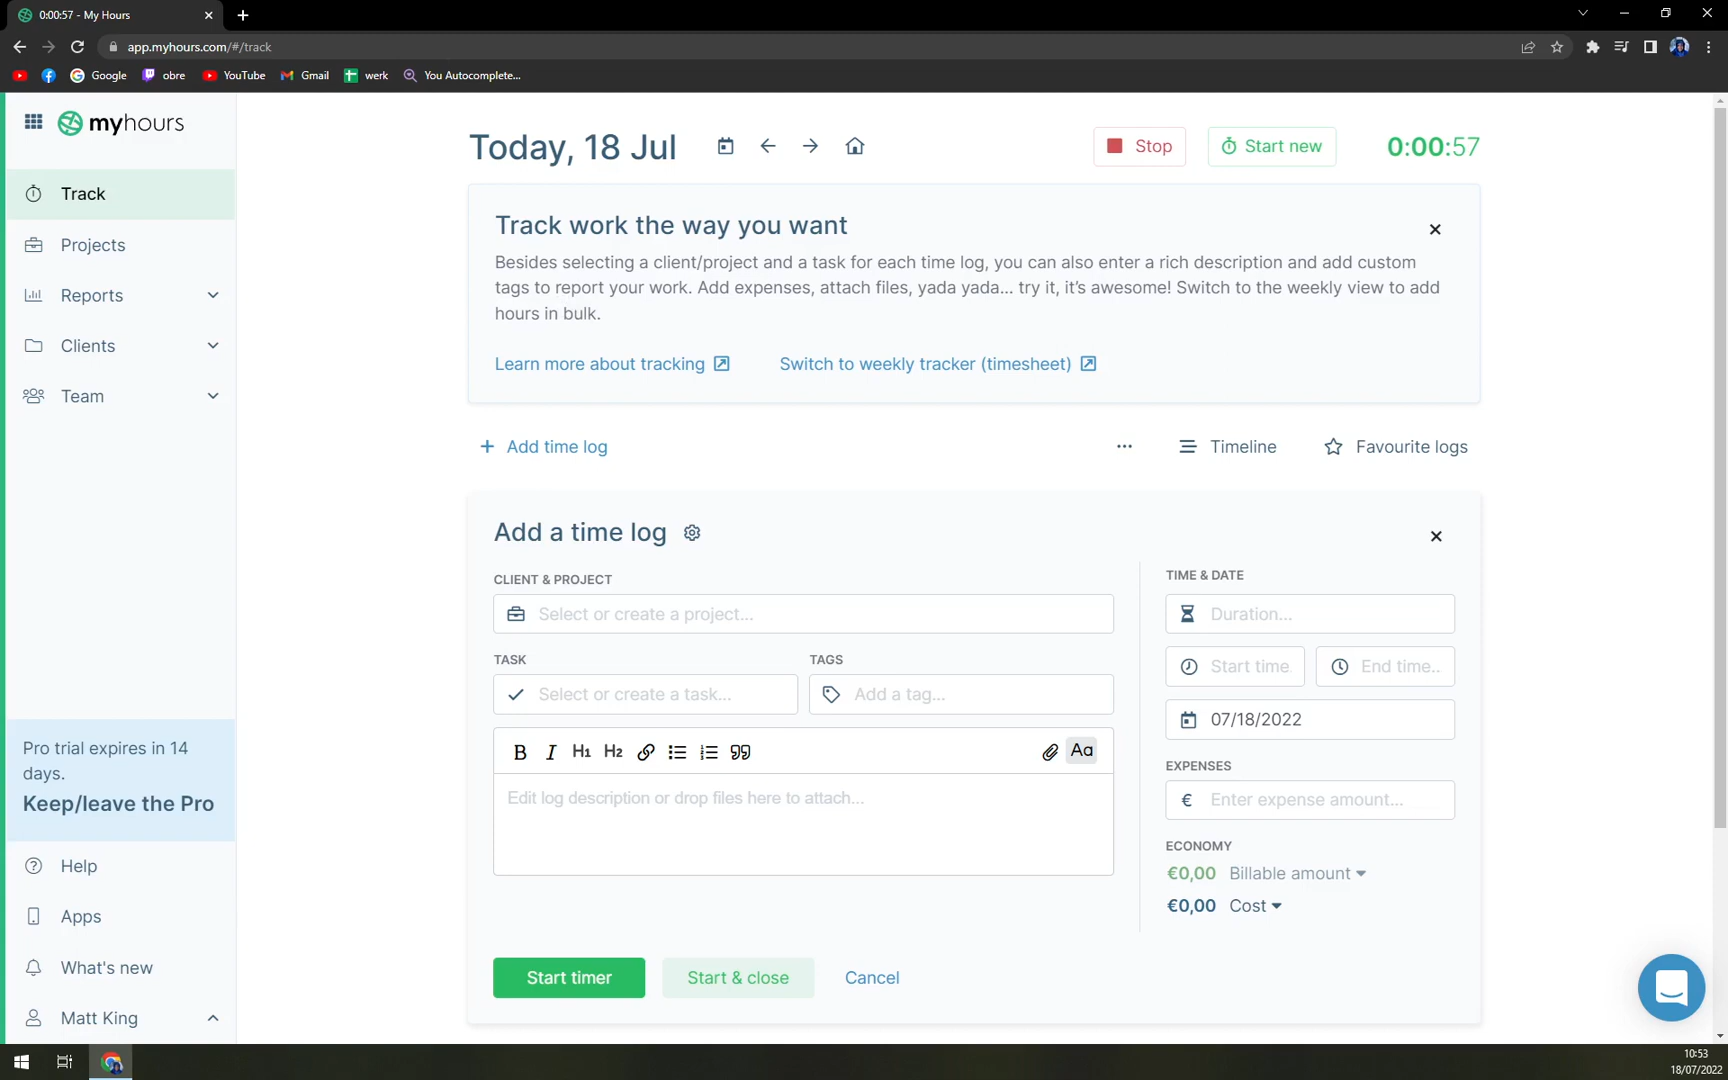 0:00:57 - My Hours
app.myhours.com/#/track
Google
obre
YouTube
Gmail
werk
You Autocomplete...
myhours
Today, 18 Jul
Stop
Start new
0:00:57
Track
Projects
Reports
Clients
Team
Track work the way you want
Besides selecting a client/project and a task for each time log, you can also enter a rich description and add custom
tags to report your work. Add expenses, attach files, yada yada... try it, it's awesome! Switch to the weekly view to add
hours in bulk.
Learn more about tracking
Switch to weekly tracker (timesheet)
+ Add time log
...
Timeline
Favourite logs
Add a time log
CLIENT & PROJECT
Select or create a project...
TASK
TAGS
Select or create a task...
Add a tag...
B I H1 H2
Aa
Edit log description or drop files here to attach...
TIME & DATE
Duration...
Start time
End time..
07/18/2022
EXPENSES
€ Enter expense amount...
ECONOMY
€0,00 Billable amount
€0,00 Cost
Start timer
Start & close
Cancel
Pro trial expires in 14
days.
Keep/leave the Pro
Help
Apps
What's new
Matt King
10:53
18/07/2022